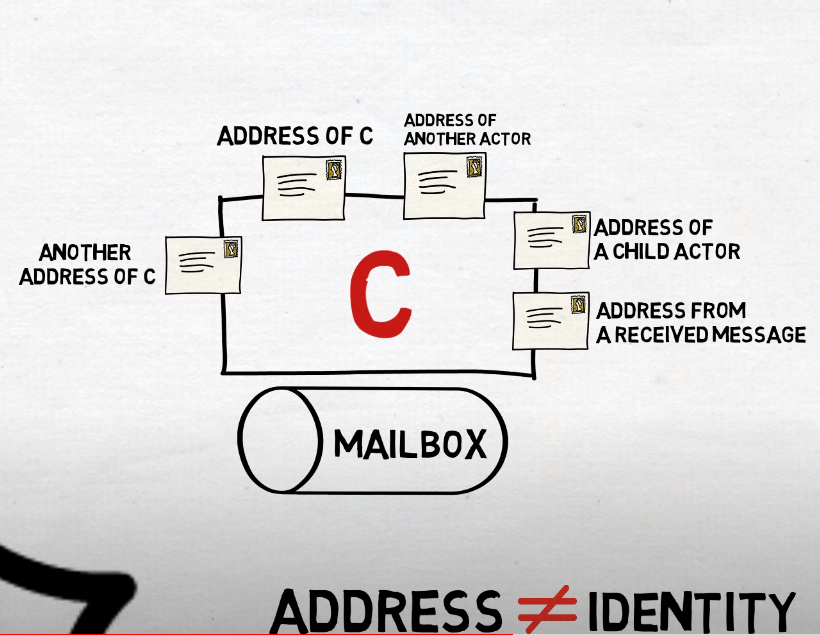 ADDRESS OF C
ADDRESS OF
ANOTHER ACTOR
ANOTHER
ADDRESS OF C
ADDRESS OF
A CHILD ACTOR
C
ADDRESS FROM
A RECEIVED MESSAGE
MAILBOX
ADDRESS ≠ IDENTITY